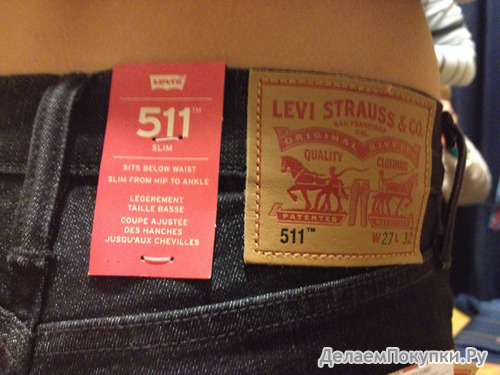 Levi's
511™
SLIM
SITS BELOW WAIST
SLIM FROM HIP TO ANKLE
LÉGÈREMENT
TAILLE BASSE
COUPE AJUSTÉE
DES HANCHES
JUSQU'AUX CHEVILLES
LEVI STRAUSS & CO.
SAN FRANCISCO
CAL.
ORIGINAL RIVETED
QUALITY CLOTHING
PATENTED
511™ W 27 L 32
ДелаемПокупки.Ру